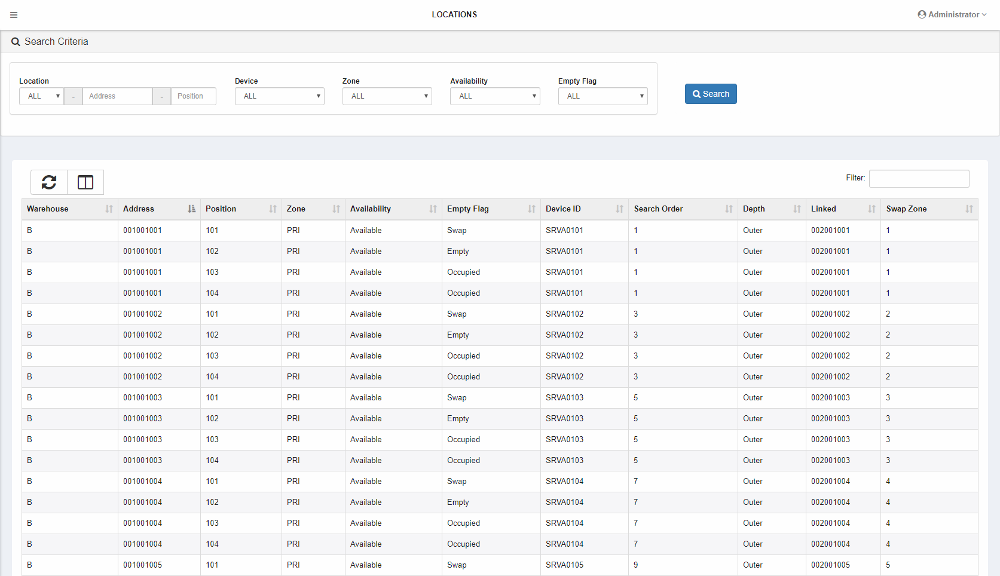 LOCATIONS
Administrator
Search Criteria
Location Device Zone Availability Empty Flag
ALL - Address - Position ALL ALL ALL ALL Search
Filter:
Warehouse Address Position Zone Availability Empty Flag Device ID Search Order Depth Linked Swap Zone
B 001001001 101 PRI Available Swap SRVA0101 1 Outer 002001001 1
B 001001001 102 PRI Available Empty SRVA0101 1 Outer 002001001 1
B 001001001 103 PRI Available Occupied SRVA0101 1 Outer 002001001 1
B 001001001 104 PRI Available Occupied SRVA0101 1 Outer 002001001 1
B 001001002 101 PRI Available Swap SRVA0102 3 Outer 002001002 2
B 001001002 102 PRI Available Empty SRVA0102 3 Outer 002001002 2
B 001001002 103 PRI Available Occupied SRVA0102 3 Outer 002001002 2
B 001001002 104 PRI Available Occupied SRVA0102 3 Outer 002001002 2
B 001001003 101 PRI Available Swap SRVA0103 5 Outer 002001003 3
B 001001003 102 PRI Available Empty SRVA0103 5 Outer 002001003 3
B 001001003 103 PRI Available Occupied SRVA0103 5 Outer 002001003 3
B 001001003 104 PRI Available Occupied SRVA0103 5 Outer 002001003 3
B 001001004 101 PRI Available Swap SRVA0104 7 Outer 002001004 4
B 001001004 102 PRI Available Empty SRVA0104 7 Outer 002001004 4
B 001001004 103 PRI Available Occupied SRVA0104 7 Outer 002001004 4
B 001001004 104 PRI Available Occupied SRVA0104 7 Outer 002001004 4
B 001001005 101 PRI Available Swap SRVA0105 9 Outer 002001005 5